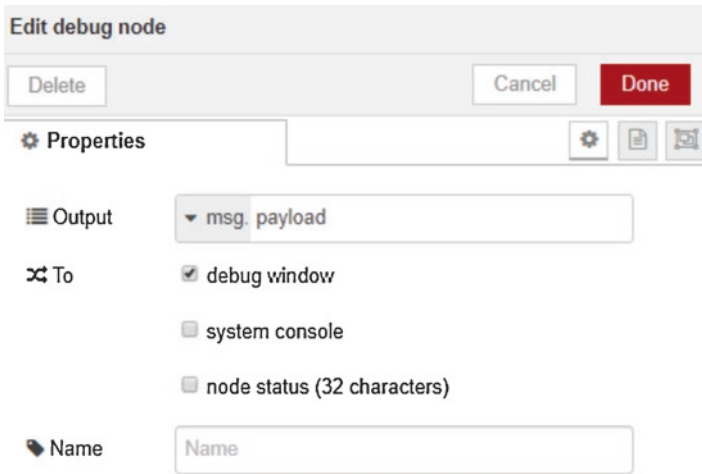 Edit debug node
Delete Cancel Done
Properties
Output msg. payload
To debug window
system console
node status (32 characters)
Name Name